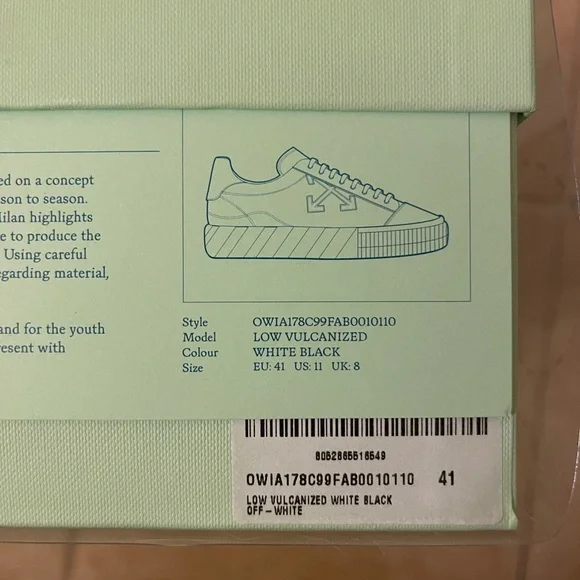 ed on a concept
son to season.
Milan highlights
e to produce the
Using careful
egarding material,
and for the youth
resent with
Style OWIA178C99FAB0010110
Model LOW VULCANIZED
Colour WHITE BLACK
Size EU: 41 US: 11 UK: 8
8052865516549
OWIA178C99FAB0010110 41
LOW VULCANIZED WHITE BLACK
OFF-WHITE